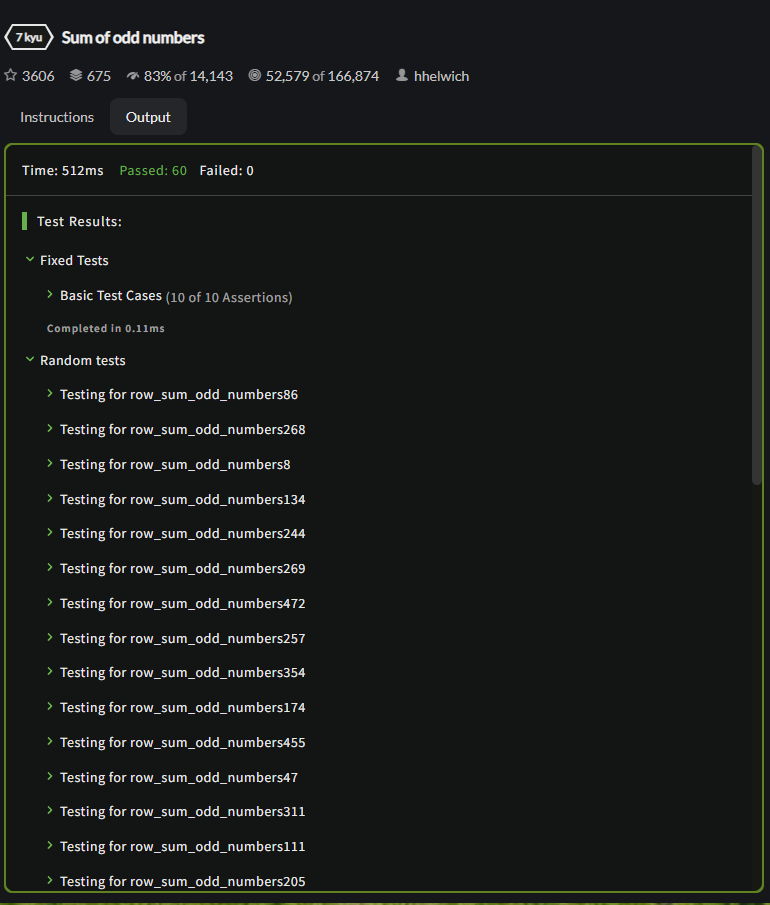 7 kyu Sum of odd numbers
3606 675 83% of 14,143 52,579 of 166,874 hhelwich
Instructions Output
Time: 512ms Passed: 60 Failed: 0
Test Results:
Fixed Tests
Basic Test Cases (10 of 10 Assertions)
Completed in 0.11ms
Random tests
Testing for row_sum_odd_numbers86
Testing for row_sum_odd_numbers268
Testing for row_sum_odd_numbers8
Testing for row_sum_odd_numbers134
Testing for row_sum_odd_numbers244
Testing for row_sum_odd_numbers269
Testing for row_sum_odd_numbers472
Testing for row_sum_odd_numbers257
Testing for row_sum_odd_numbers354
Testing for row_sum_odd_numbers174
Testing for row_sum_odd_numbers455
Testing for row_sum_odd_numbers47
Testing for row_sum_odd_numbers311
Testing for row_sum_odd_numbers111
Testing for row_sum_odd_numbers205